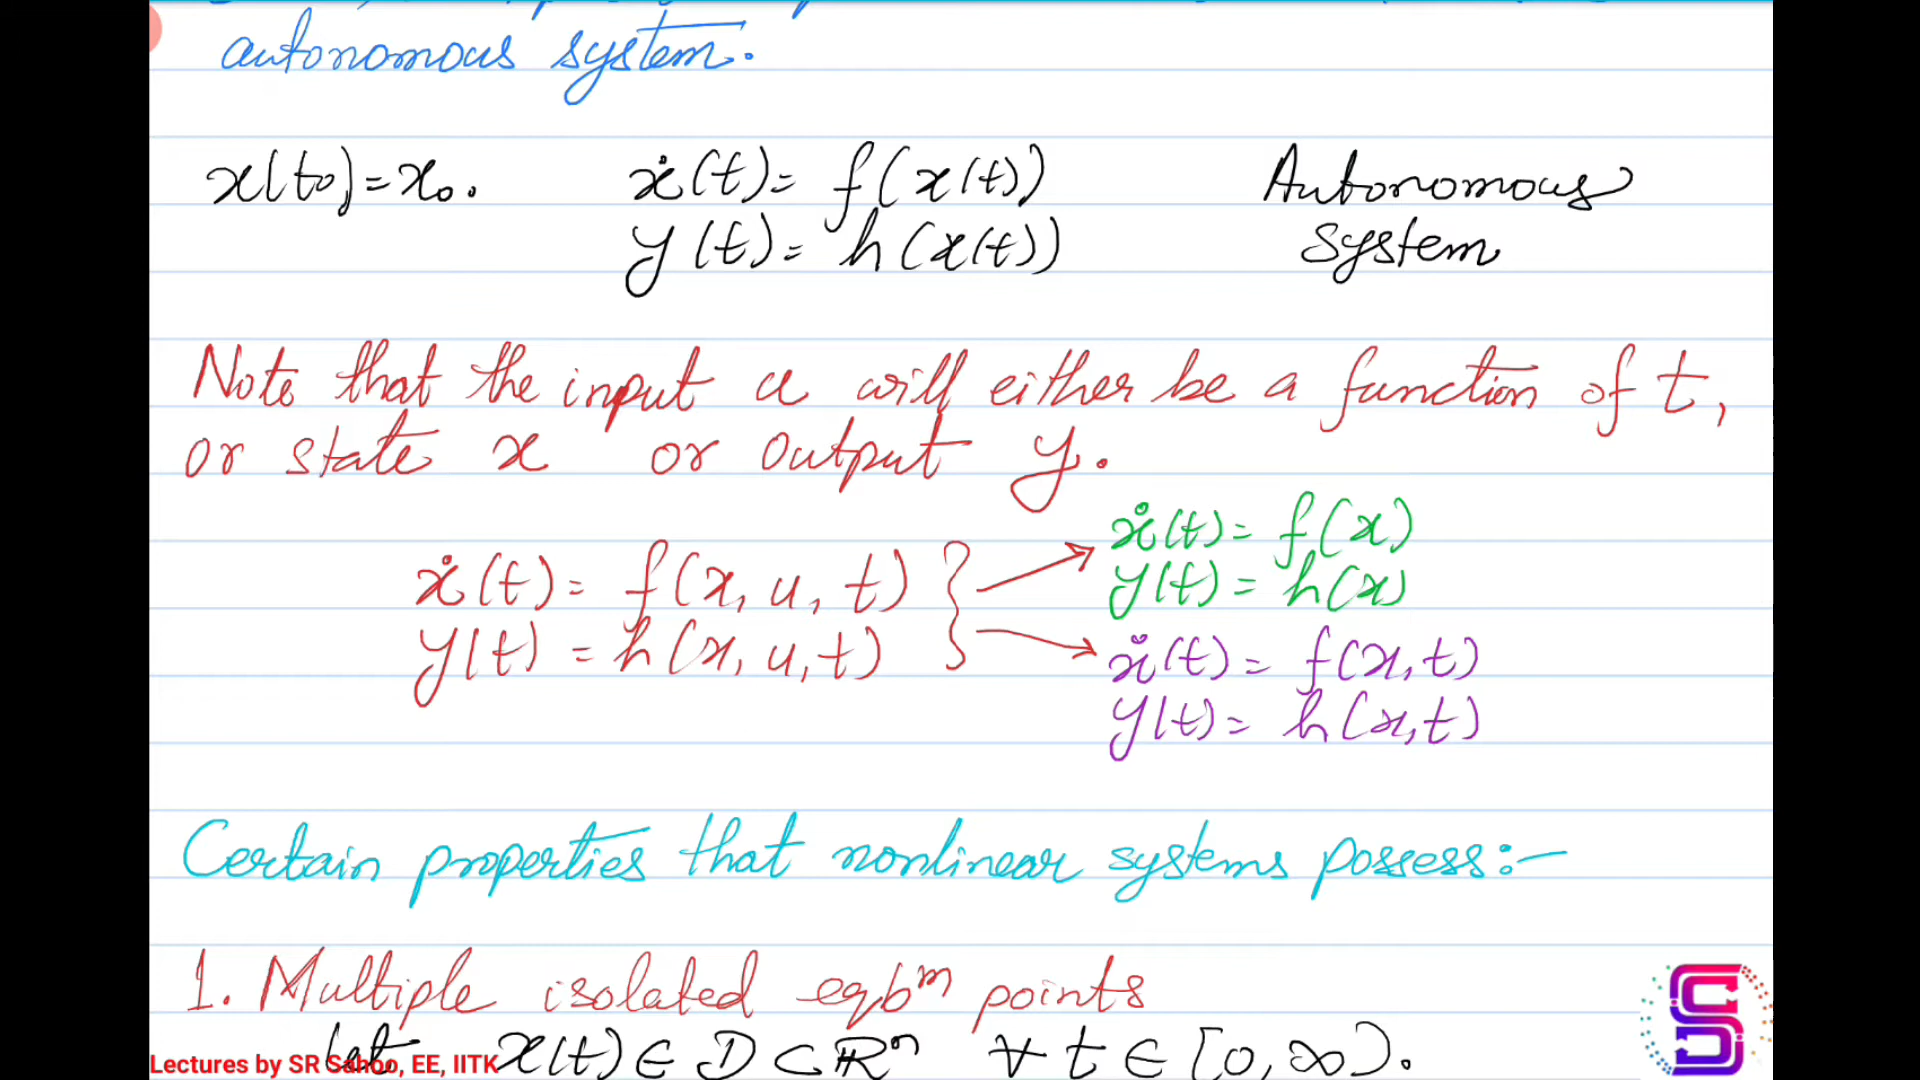 autonomous system.
x(t₀) = x₀. ẋ(t) = f(x(t)) Autonomous
y(t) = h(x(t)) System
Note that the input u will either be a function of t,
or state x or output y.
ẋ(t) = f(x)
ẋ(t) = f(x, u, t) } y(t) = h(x)
y(t) = h(x, u, t) ẋ(t) = f(x, t)
y(t) = h(x, t)
Certain properties that nonlinear systems possess:-
1. Multiple isolated eqbᵐ points
Let x(t) ∈ D ⊂ ℝⁿ ∀ t ∈ [0, ∞).
Lectures by SR Sahoo, EE, IITK